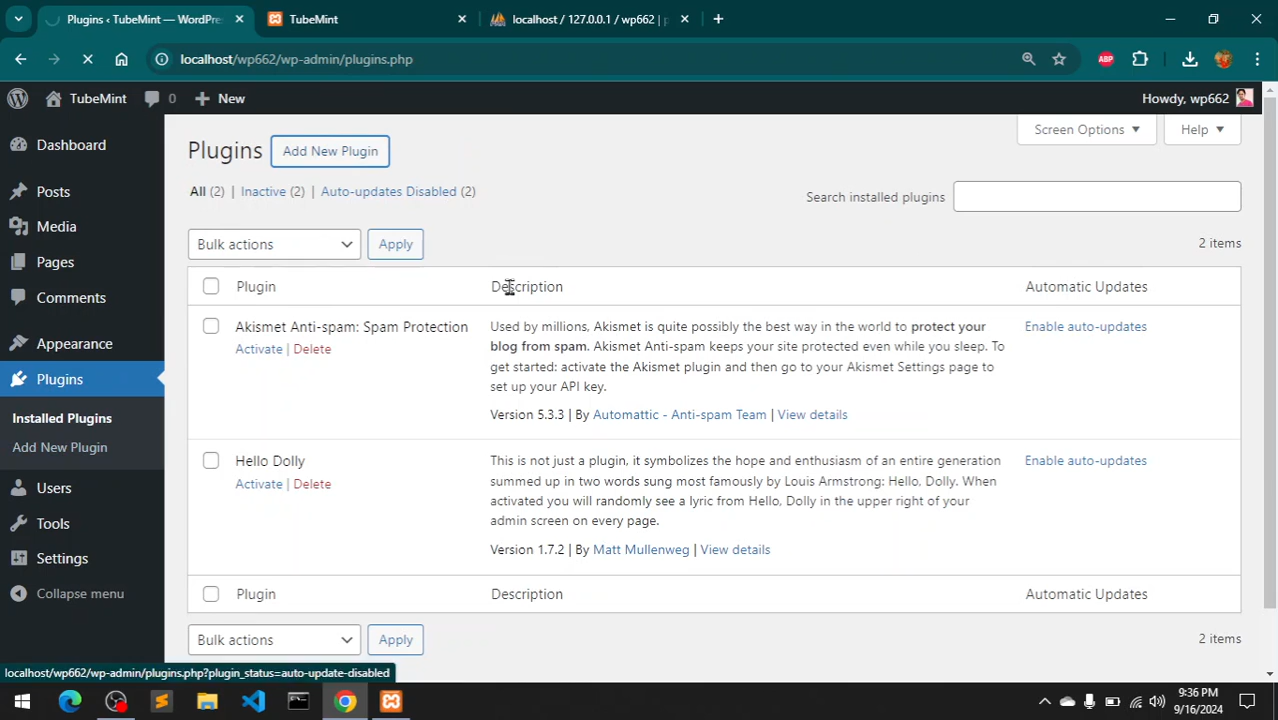 Plugins ‹ TubeMint — WordPre
TubeMint
localhost / 127.0.0.1 / wp662 | p
localhost/wp662/wp-admin/plugins.php
ABP
TubeMint
0
New
Howdy, wp662
Dashboard
Posts
Media
Pages
Comments
Appearance
Plugins
Installed Plugins
Add New Plugin
Users
Tools
Settings
Collapse menu
Screen Options
Help
Plugins
Add New Plugin
All (2) | Inactive (2) | Auto-updates Disabled (2)
Search installed plugins
Bulk actions
Apply
2 items
Plugin
Description
Automatic Updates
Akismet Anti-spam: Spam Protection
Activate | Delete
Used by millions, Akismet is quite possibly the best way in the world to protect your
blog from spam. Akismet Anti-spam keeps your site protected even while you sleep. To
get started: activate the Akismet plugin and then go to your Akismet Settings page to
set up your API key.
Version 5.3.3 | By Automattic - Anti-spam Team | View details
Enable auto-updates
Hello Dolly
Activate | Delete
This is not just a plugin, it symbolizes the hope and enthusiasm of an entire generation
summed up in two words sung most famously by Louis Armstrong: Hello, Dolly. When
activated you will randomly see a lyric from Hello, Dolly in the upper right of your
admin screen on every page.
Version 1.7.2 | By Matt Mullenweg | View details
Enable auto-updates
Plugin
Description
Automatic Updates
Bulk actions
Apply
2 items
localhost/wp662/wp-admin/plugins.php?plugin_status=auto-update-disabled
9:36 PM
9/16/2024